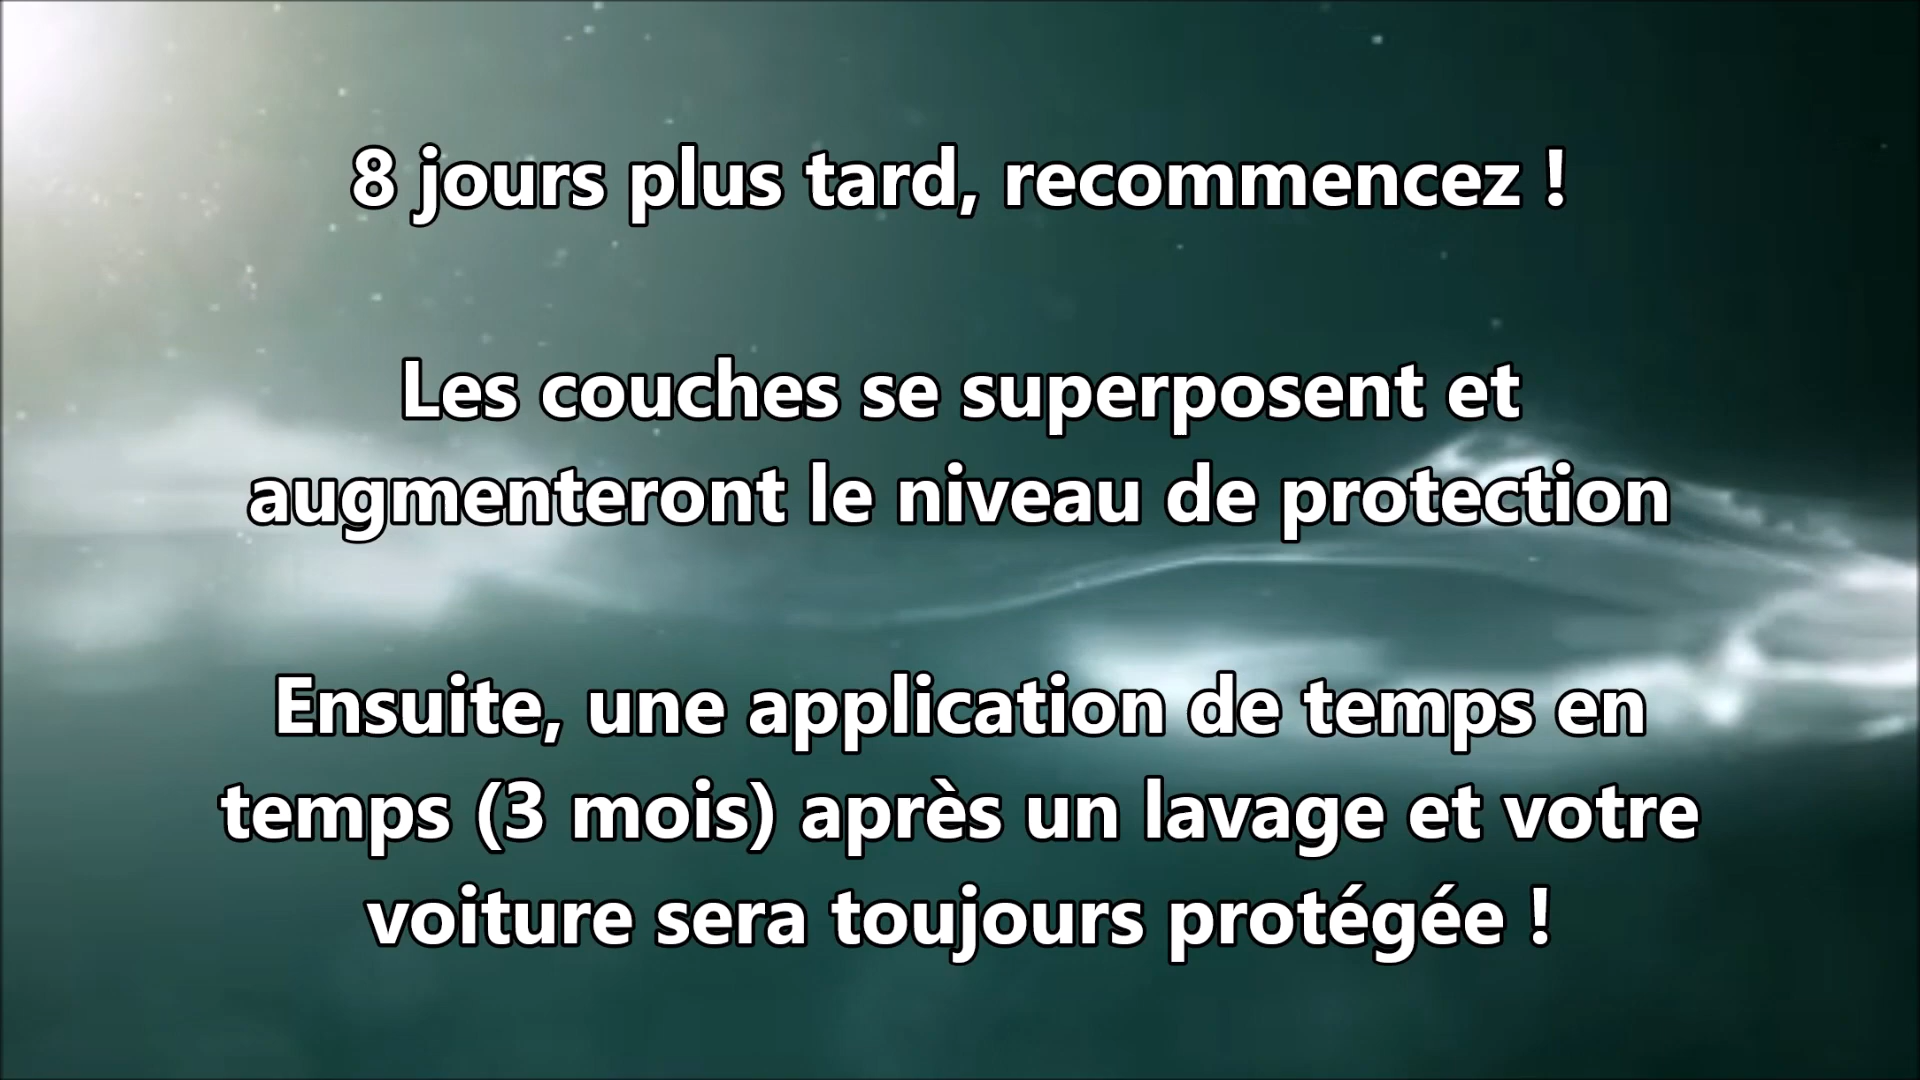 8 jours plus tard, recommencez !
Les couches se superposent et
augmenteront le niveau de protection
Ensuite, une application de temps en
temps (3 mois) après un lavage et votre
voiture sera toujours protégée !